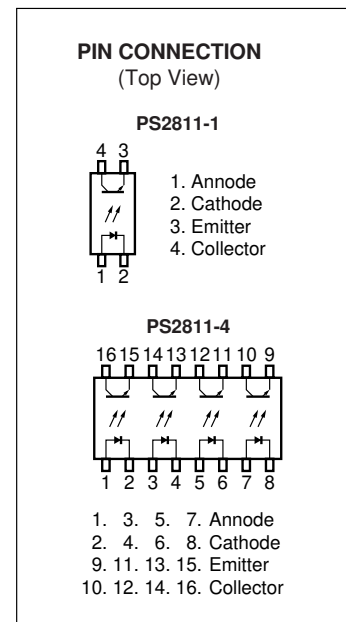 PIN CONNECTION
(Top View)
PS2811-1
4 3
1. Annode
2. Cathode
3. Emitter
4. Collector
1 2
PS2811-4
16 15 14 13 12 11 10 9
1 2 3 4 5 6 7 8
1. 3. 5. 7. Annode
2. 4. 6. 8. Cathode
9. 11. 13. 15. Emitter
10. 12. 14. 16. Collector